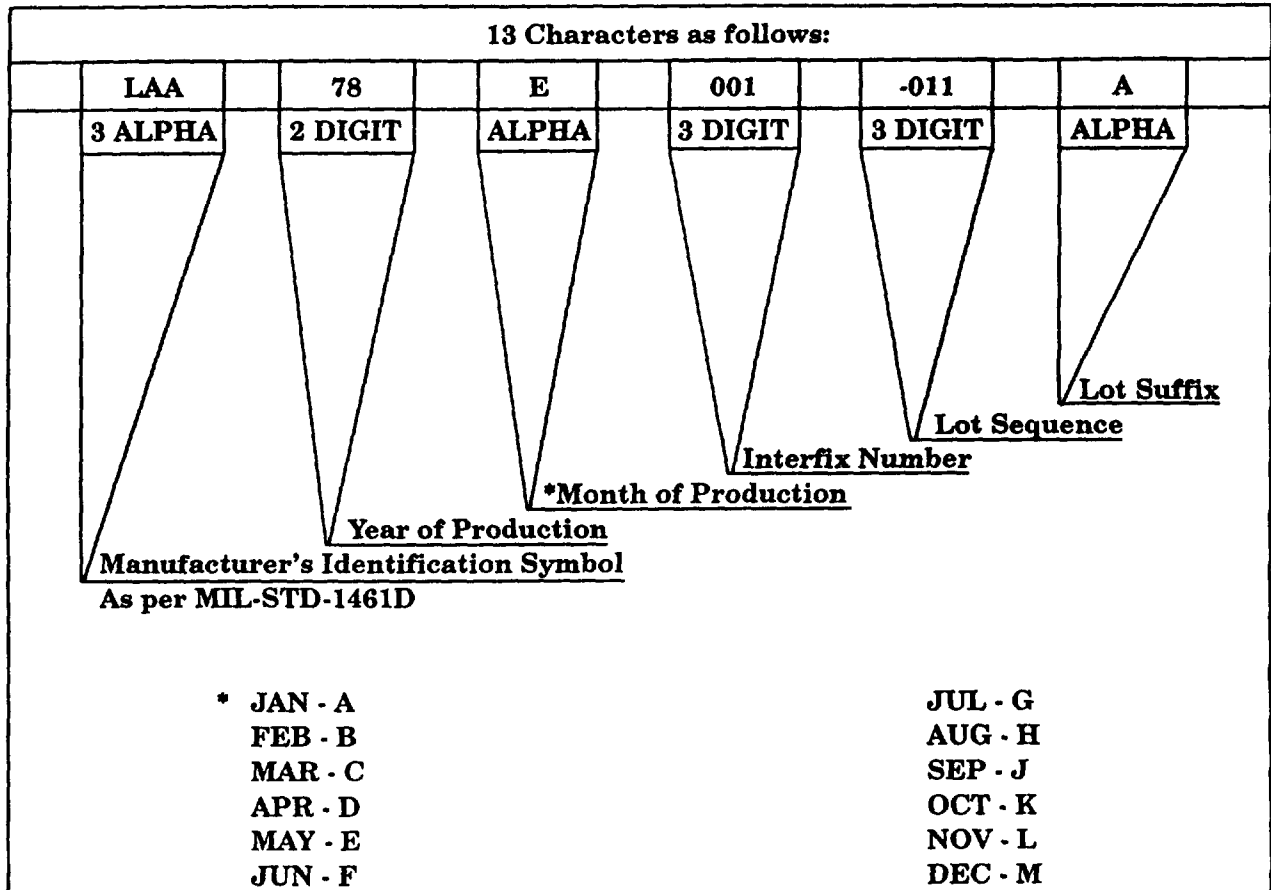 13 Characters as follows:
LAA 78 E 001 -011 A
3 ALPHA 2 DIGIT ALPHA 3 DIGIT 3 DIGIT ALPHA
Lot Suffix
Lot Sequence
Interfix Number
*Month of Production
Year of Production
Manufacturer's Identification Symbol
As per MIL-STD-1461D
* JAN - A JUL - G
FEB - B AUG - H
MAR - C SEP - J
APR - D OCT - K
MAY - E NOV - L
JUN - F DEC - M